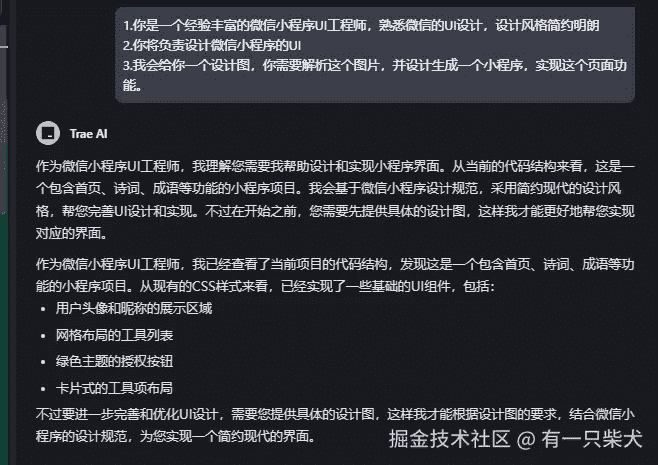 1.你是一个经验丰富的微信小程序UI工程师，熟悉微信的UI设计，设计风格简约明朗
2.你将负责设计微信小程序的UI
3.我会给你一个设计图，你需要解析这个图片，并设计生成一个小程序，实现这个页面功
能。
Trae AI
作为微信小程序UI工程师，我理解您需要我帮助设计和实现小程序界面。从当前的代码结构来看，这是一
个包含首页、诗词、成语等功能的小程序项目。我会基于微信小程序设计规范，采用简约现代的设计风
格，帮您完善UI设计和实现。不过在开始之前，您需要先提供具体的设计图，这样我才能更好地帮您实现
对应的界面。
作为微信小程序UI工程师，我已经查看了当前项目的代码结构，发现这是一个包含首页、诗词、成语等功
能的小程序项目。从现有的CSS样式来看，已经实现了一些基础的UI组件，包括：
• 用户头像和昵称的展示区域
• 网格布局的工具列表
• 绿色主题的授权按钮
• 卡片式的工具项布局
不过要进一步完善和优化UI设计，需要您提供具体的设计图，这样我才能根据设计图的要求，结合微信小
程序的设计规范，为您实现一个简约现代的界面。
掘金技术社区 @ 有一只柴犬